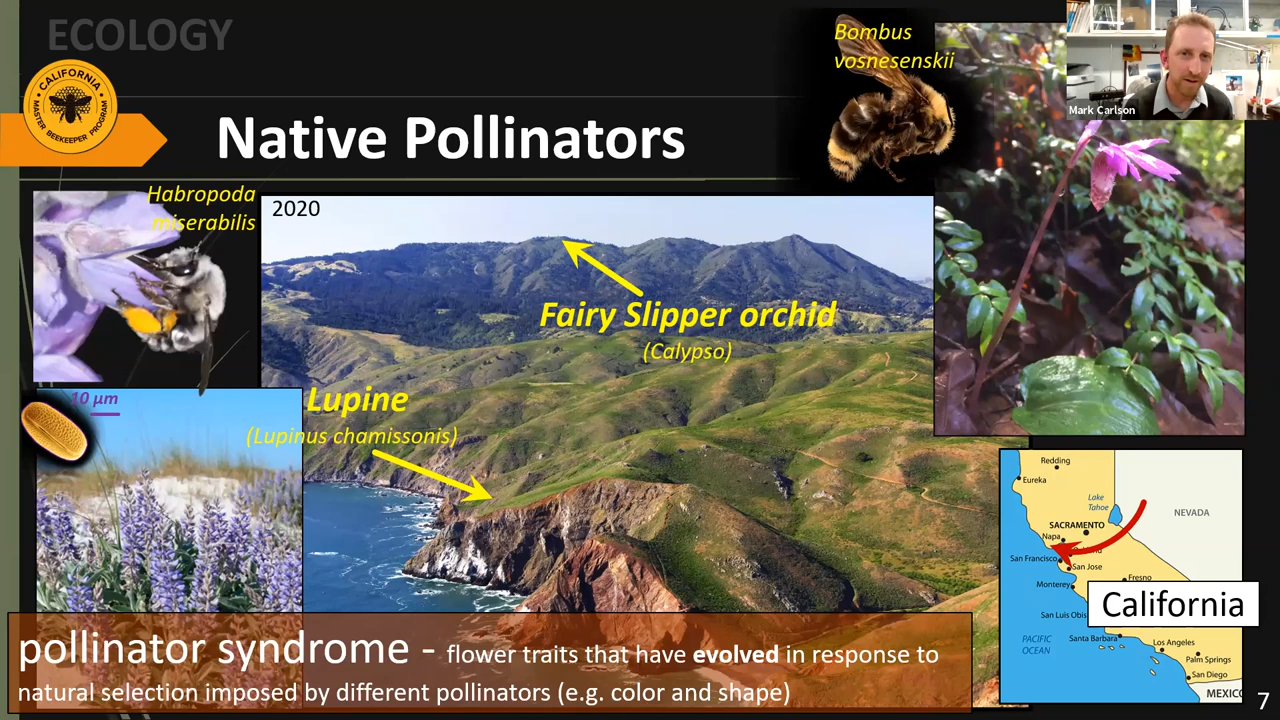 ECOLOGY
CALIFORNIA
MASTER BEEKEEPER PROGRAM
Native Pollinators
Bombus
vosnesenskii
Mark Carlson
Habropoda
miserabilis
2020
Fairy Slipper orchid
(Calypso)
10 µm
Lupine
(Lupinus chamissonis)
Redding
Eureka
Lake
Tahoe
NEVADA
SACRAMENTO
Napa
San Francisco
San Jose
Monterey
Fresno
California
San Luis Obis
PACIFIC
OCEAN
Santa Barbara
Los Angeles
Palm Springs
San Diego
MEXIC
pollinator syndrome - flower traits that have evolved in response to
natural selection imposed by different pollinators (e.g. color and shape)
7